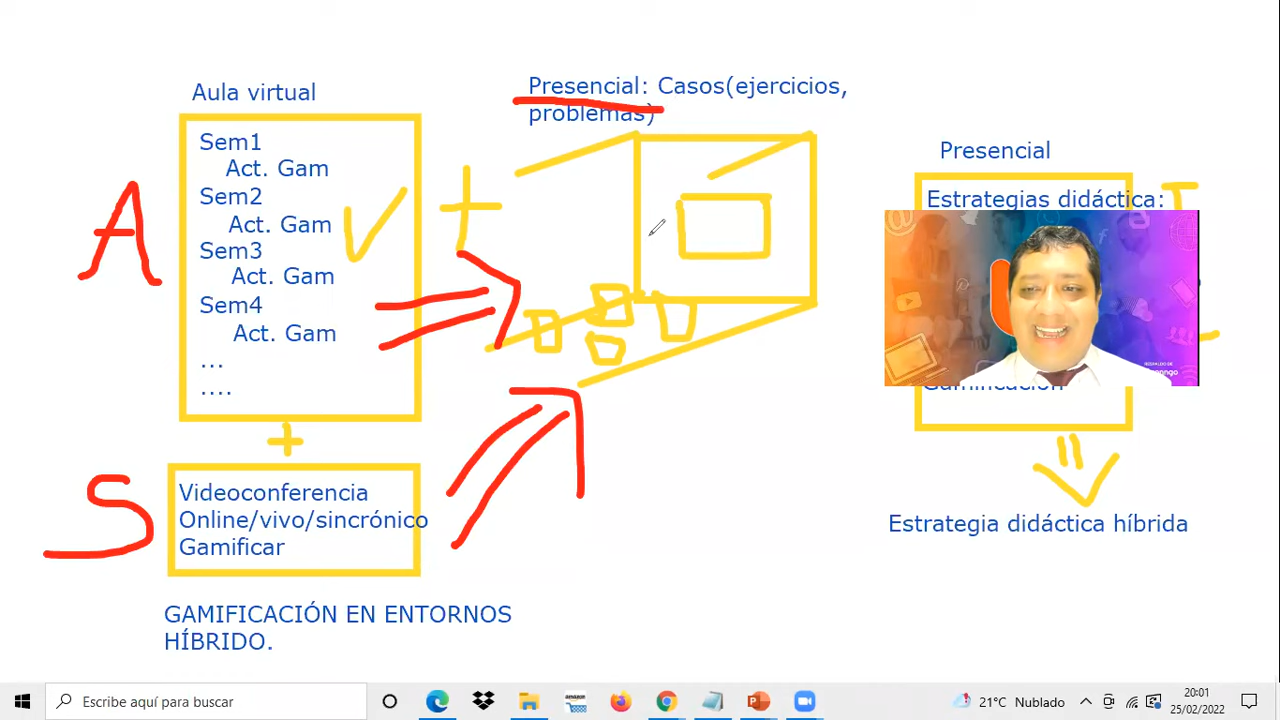 Aula virtual
Sem1
Act. Gam
Sem2
Act. Gam
Sem3
Act. Gam
Sem4
Act. Gam
...
....
A
Videoconferencia
Online/vivo/sincrónico
Gamificar
S
GAMIFICACIÓN EN ENTORNOS
HÍBRIDO.
Presencial: Casos(ejercicios,
problemas)
Presencial
Estrategias didáctica:
Gamificación
Estrategia didáctica híbrida
Escribe aquí para buscar
21°C Nublado
20:01
25/02/2022